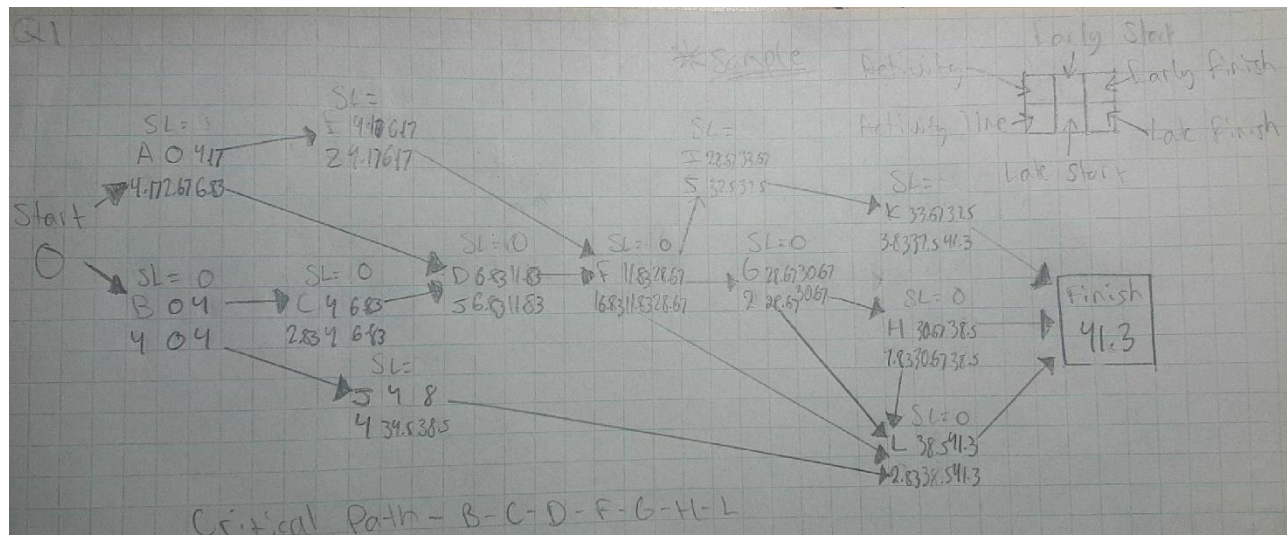 Q1
* Sample
Early Start
Activity
Early Finish
Activity Time
Late Finish
Late Start
SL =
A 0 4.17
4.17 2.67 6.83
SL =
I 4.17 6.17
2 4.17 6.17
Start
0
SL = 0
B 0 4
4 0 4
SL = 0
C 4 6.83
2.83 4 6.83
SL =
J 4 8
4 34.5 38.5
SL = 0
D 6.83 11.83
5 6.83 11.83
SL = 0
F 11.83 28.67
16.83 11.83 28.67
SL =
I 28.67 33.67
5 32.5 37.5
SL = 0
G 28.67 30.67
2 28.67 30.67
SL =
K 33.67 37.5
3.83 37.5 41.3
SL = 0
H 30.67 38.5
7.83 30.67 38.5
SL = 0
L 38.5 41.3
2.83 38.5 41.3
Finish
41.3
Critical Path - B-C-D-F-G-H-L